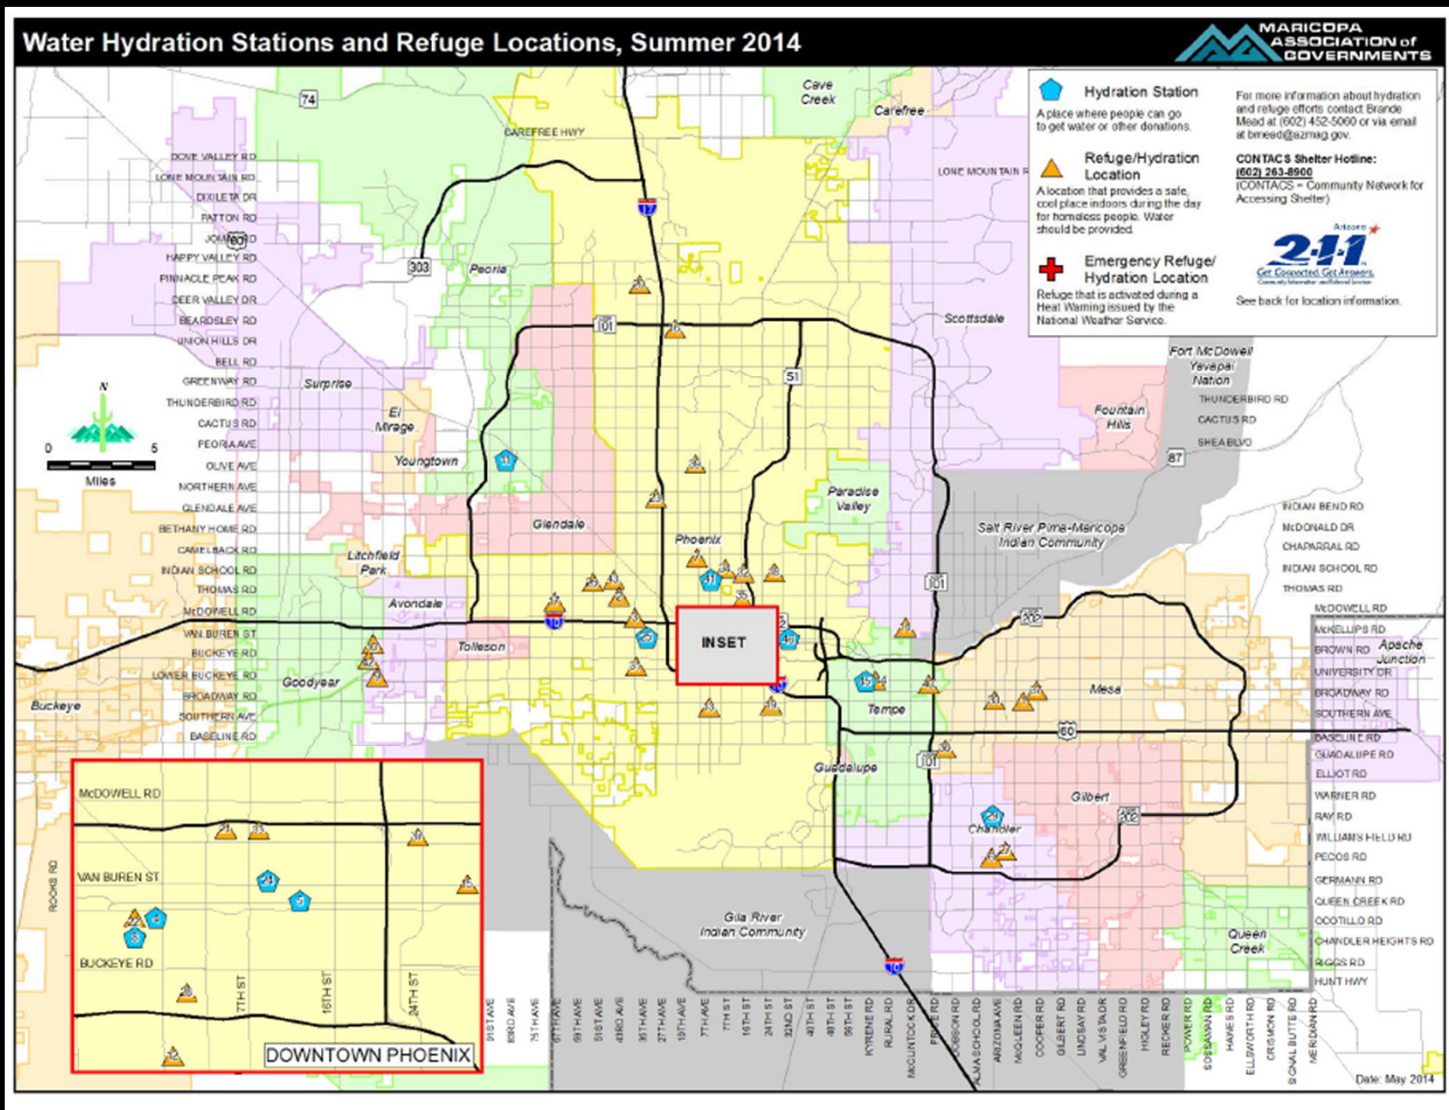 Water Hydration Stations and Refuge Locations, Summer 2014
MARICOPA
ASSOCIATION of
GOVERNMENTS
Hydration Station
A place where people can go
to get water or other donations.
Refuge/Hydration
Location
A location that provides a safe,
cool place indoors during the day
for homeless people. Water
should be provided.
Emergency Refuge/
Hydration Location
Refuge that is activated during a
Heat Warning issued by the
National Weather Service.
For more information about hydration
and refuge efforts contact Brande
Mead at (602) 452-5060 or via email
at bmead@azmag.gov.
CONTACS Shelter Hotline:
(602) 263-8900
(CONTACS = Community Network for
Accessing Shelter)
Arizona
2-1-1
Get Connected. Get Answers.
See back for location information.
74
Cave
Creek
Carefree
CAREFREE HWY
DOVE VALLEY RD
LONE MOUNTAIN RD
LONE MOUNTAIN R
DIXILETA DR
PATTON RD
60
HAPPY VALLEY RD
PINNACLE PEAK RD
DEER VALLEY DR
BEARDSLEY RD
UNION HILLS DR
BELL RD
GREENWAY RD
THUNDERBIRD RD
CACTUS RD
PEORIA AVE
OLIVE AVE
NORTHERN AVE
GLENDALE AVE
BETHANY HOME RD
CAMELBACK RD
INDIAN SCHOOL RD
THOMAS RD
McDOWELL RD
VAN BUREN ST
BUCKEYE RD
LOWER BUCKEYE RD
BROADWAY RD
SOUTHERN AVE
BASELINE RD
17
303
Peoria
101
51
Scottsdale
Surprise
El
Mirage
Youngtown
11
N
0 5
Miles
Fort McDowell
Yavapai
Nation
THUNDERBIRD RD
CACTUS RD
SHEA BLVD
Fountain
Hills
87
Paradise
Valley
Glendale
Phoenix
Salt River Pima-Maricopa
Indian Community
Litchfield
Park
Avondale
INDIAN BEND RD
McDONALD DR
CHAPARRAL RD
INDIAN SCHOOL RD
THOMAS RD
McDOWELL RD
McKELLIPS RD
BROWN RD
UNIVERSITY DR
BROADWAY RD
SOUTHERN AVE
BASELINE RD
GUADALUPE RD
ELLIOT RD
WARNER RD
RAY RD
WILLIAMS FIELD RD
PECOS RD
GERMANN RD
QUEEN CREEK RD
OCOTILLO RD
CHANDLER HEIGHTS RD
RIGGS RD
HUNT HWY
Apache
Junction
41
43
35
10
25
INSET
101
202
Tolleson
Goodyear
Buckeye
15
Tempe
Mesa
60
Guadalupe
101
Gilbert
202
29
Chandler
Gila River
Indian Community
10
Queen
Creek
McDOWELL RD
VAN BUREN ST
BUCKEYE RD
24
5
4
7TH ST
16TH ST
24TH ST
DOWNTOWN PHOENIX
ROOKS RD
91ST AVE
83RD AVE
75TH AVE
67TH AVE
59TH AVE
51ST AVE
43RD AVE
35TH AVE
27TH AVE
19TH AVE
7TH AVE
7TH ST
16TH ST
24TH ST
32ND ST
40TH ST
48TH ST
56TH ST
KYRENE RD
RURAL RD
McCLINTOCK DR
PRICE RD
DOBSON RD
ALMA SCHOOL RD
ARIZONA AVE
McQUEEN RD
COOPER RD
GILBERT RD
LINDSAY RD
VAL VISTA DR
GREENFIELD RD
HIGLEY RD
RECKER RD
POWER RD
SOSSAMAN RD
HAWES RD
ELLSWORTH RD
CRISMON RD
SIGNAL BUTTE RD
MERIDIAN RD
Date: May 2014